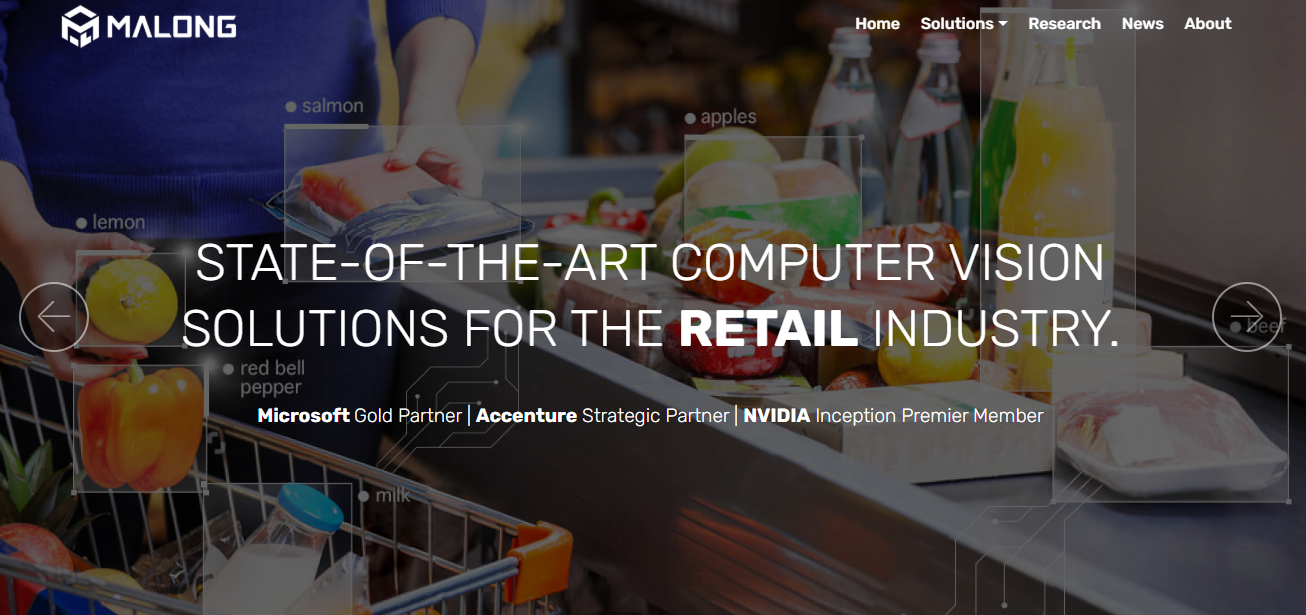 MALONG
Home Solutions Research News About
salmon
apples
lemon
STATE-OF-THE-ART COMPUTER VISION
SOLUTIONS FOR THE RETAIL INDUSTRY.
beef
red bell
pepper
Microsoft Gold Partner | Accenture Strategic Partner | NVIDIA Inception Premier Member
milk